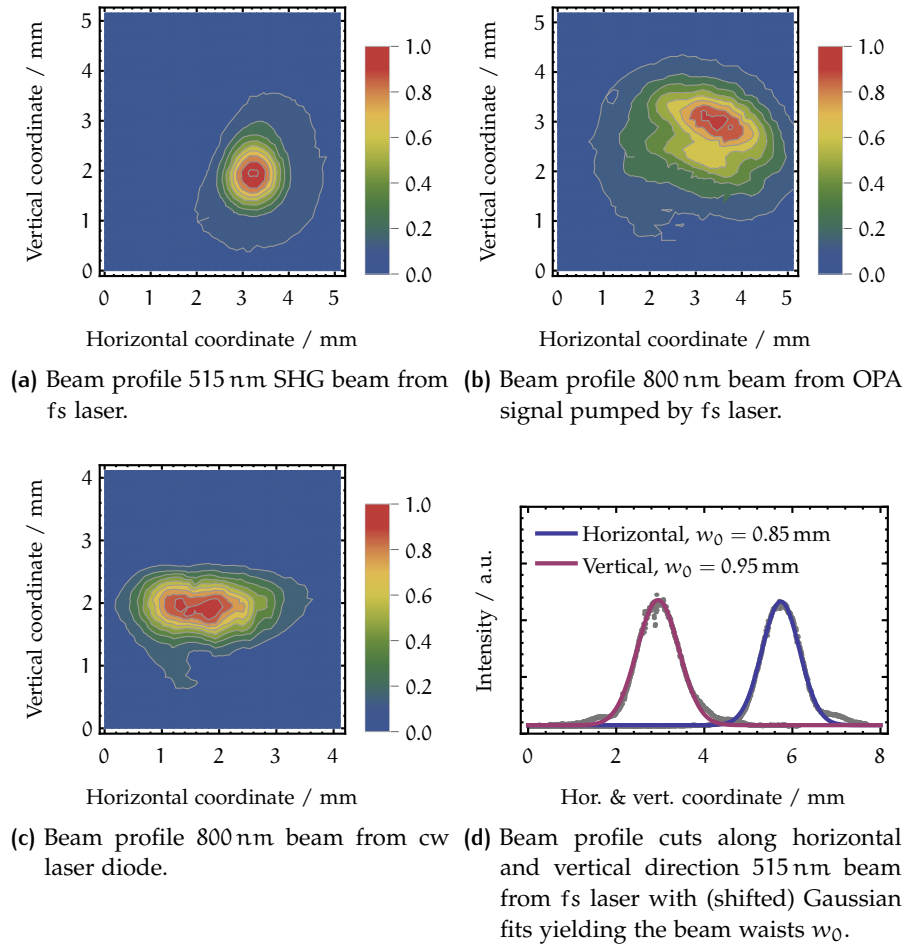 Vertical coordinate / mm
5
4
3
2
1
0
0 1 2 3 4 5
Horizontal coordinate / mm
1.0
0.8
0.6
0.4
0.2
0.0
(a) Beam profile 515 nm SHG beam from
fs laser.
Vertical coordinate / mm
5
4
3
2
1
0
0 1 2 3 4 5
Horizontal coordinate / mm
1.0
0.8
0.6
0.4
0.2
0.0
(b) Beam profile 800 nm beam from OPA
signal pumped by fs laser.
Vertical coordinate / mm
4
3
2
1
0
0 1 2 3 4
Horizontal coordinate / mm
1.0
0.8
0.6
0.4
0.2
0.0
(c) Beam profile 800 nm beam from cw
laser diode.
Intensity / a.u.
Horizontal, w₀ = 0.85 mm
Vertical, w₀ = 0.95 mm
0 2 4 6 8
Hor. & vert. coordinate / mm
(d) Beam profile cuts along horizontal
and vertical direction 515 nm beam
from fs laser with (shifted) Gaussian
fits yielding the beam waists w₀.